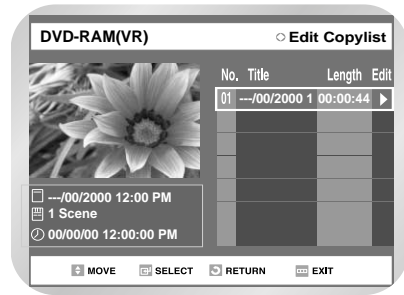 DVD-RAM(VR) Edit Copylist
No. Title Length Edit
01 ---/00/2000 1 00:00:44
---/00/2000 12:00 PM
1 Scene
00/00/00 12:00:00 PM
MOVE SELECT RETURN EXIT